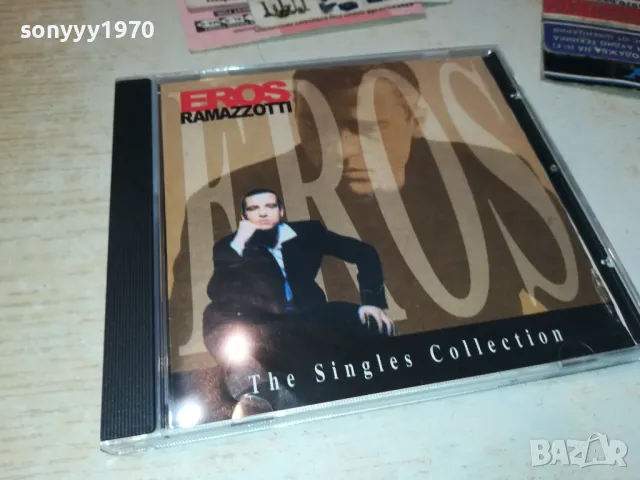 sonyyy1970
EROS
RAMAZZOTTI
EROS
The Singles Collection
BAZAR